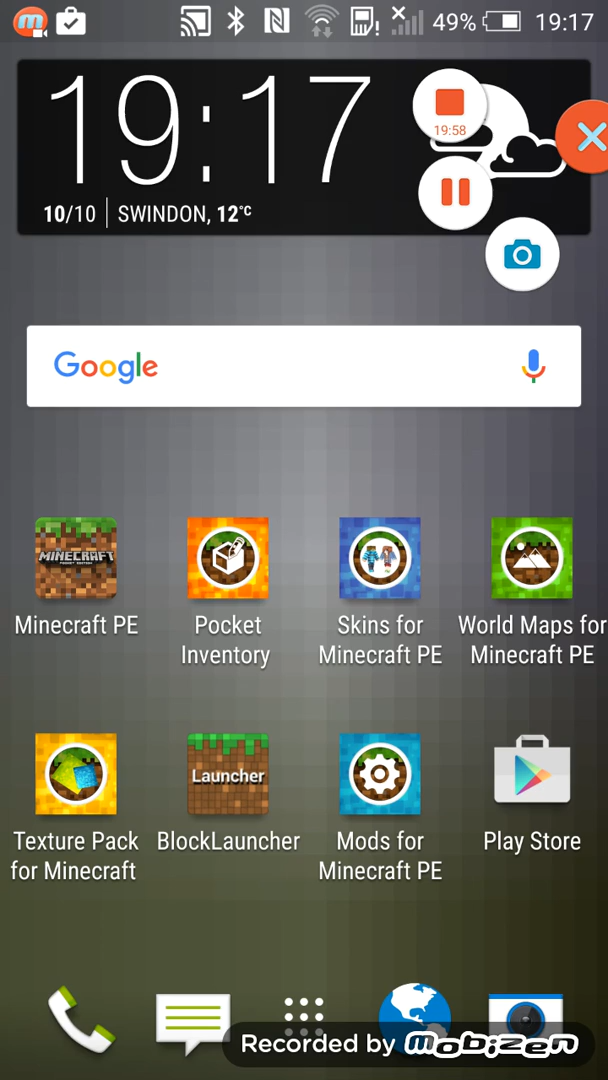 49% 19:17
19:17
19:58
10/10 SWINDON, 12°C
Google
MINECRAFT
POCKET EDITION
Minecraft PE
Pocket
Inventory
Skins for
Minecraft PE
World Maps for
Minecraft PE
Launcher
Texture Pack
for Minecraft
BlockLauncher
Mods for
Minecraft PE
Play Store
Recorded by Mobizen